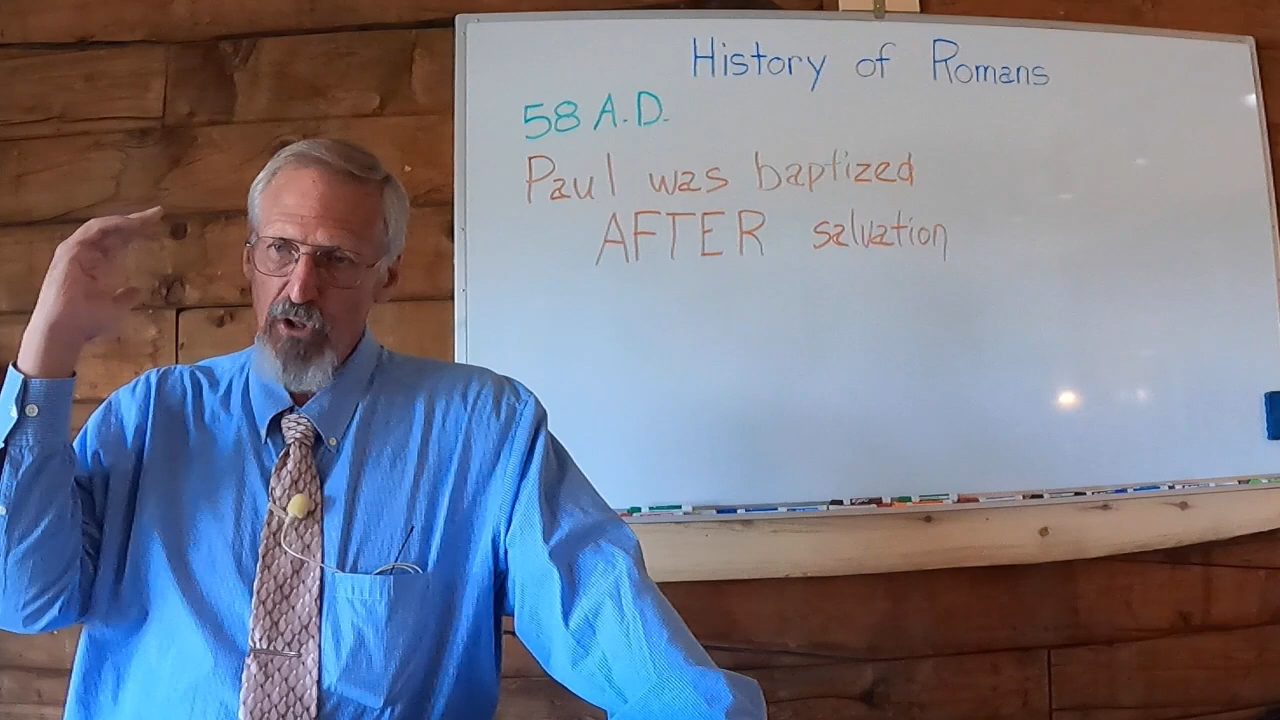 History of Romans
58 A.D.
Paul was baptized
AFTER salvation